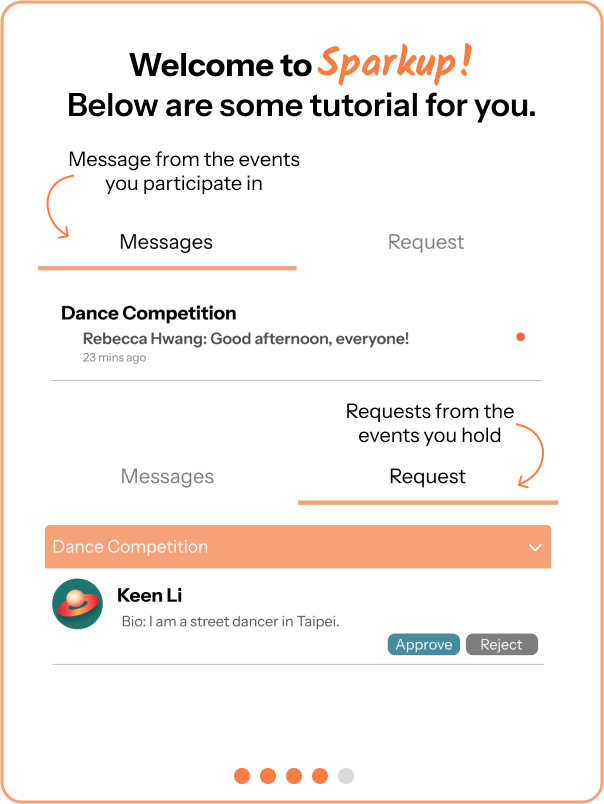 Welcome to Sparkup!
Below are some tutorial for you.
Message from the events
you participate in
Messages
Request
Dance Competition
Rebecca Hwang: Good afternoon, everyone!
23 mins ago
Requests from the
events you hold
Messages
Request
Dance Competition
Keen Li
Bio: I am a street dancer in Taipei.
Approve
Reject